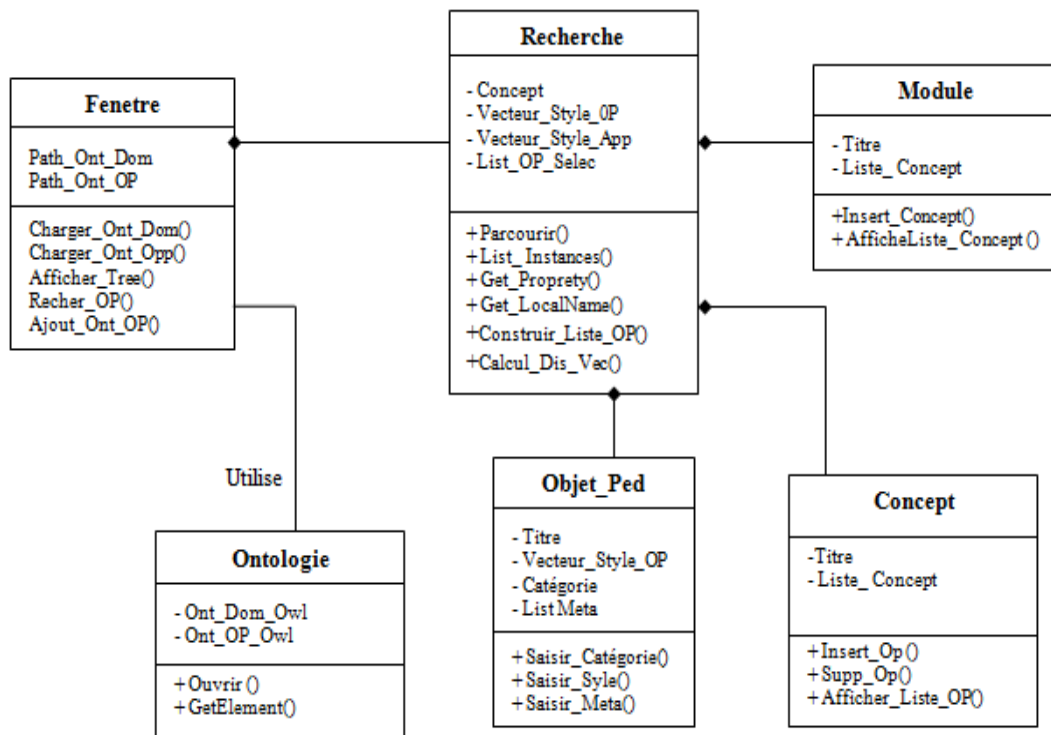 Recherche
- Concept
- Vecteur_Style_0P
- Vecteur_Style_App
- List_OP_Selec
+Parcourir()
+List_Instances()
+Get_Proprety()
+Get_LocalName()
+Construir_Liste_OP()
+Calcul_Dis_Vec()
Fenetre
Path_Ont_Dom
Path_Ont_OP
Charger_Ont_Dom()
Charger_Ont_Opp()
Afficher_Tree()
Recher_OP()
Ajout_Ont_OP()
Module
- Titre
- Liste_ Concept
+Insert_Concept()
+AfficheListe_Concept()
Utilise
Ontologie
- Ont_Dom_Owl
- Ont_OP_Owl
+Ouvrir ()
+GetElement()
Objet_Ped
- Titre
- Vecteur_Style_OP
- Catégorie
- List Meta
+Saisir_Catégorie()
+Saisir_Syle()
+Saisir_Meta()
Concept
-Titre
- Liste_ Concept
+Insert_Op()
+Supp_Op()
+Afficher_Liste_OP()